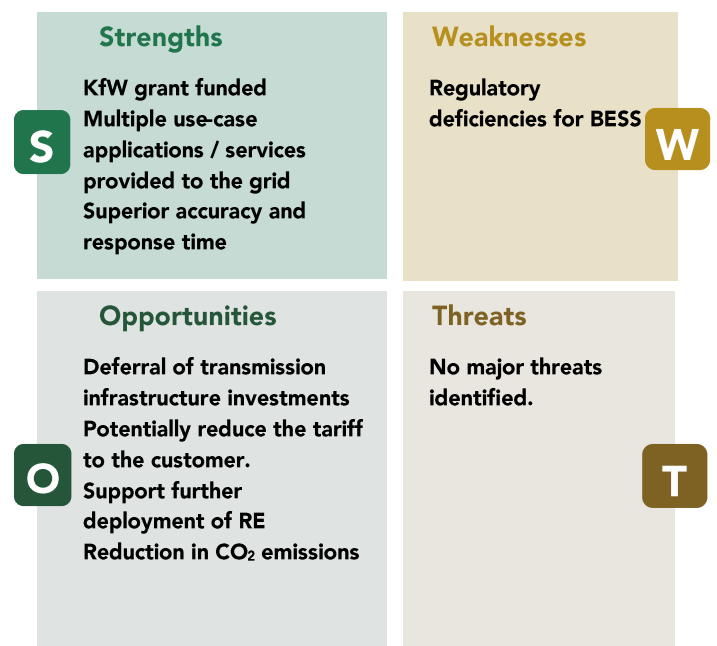 Strengths
KfW grant funded
Multiple use-case
applications / services
provided to the grid
Superior accuracy and
response time
S
Weaknesses
Regulatory
deficiencies for BESS
W
Opportunities
Deferral of transmission
infrastructure investments
Potentially reduce the tariff
to the customer.
Support further
deployment of RE
Reduction in CO₂ emissions
O
Threats
No major threats
identified.
T